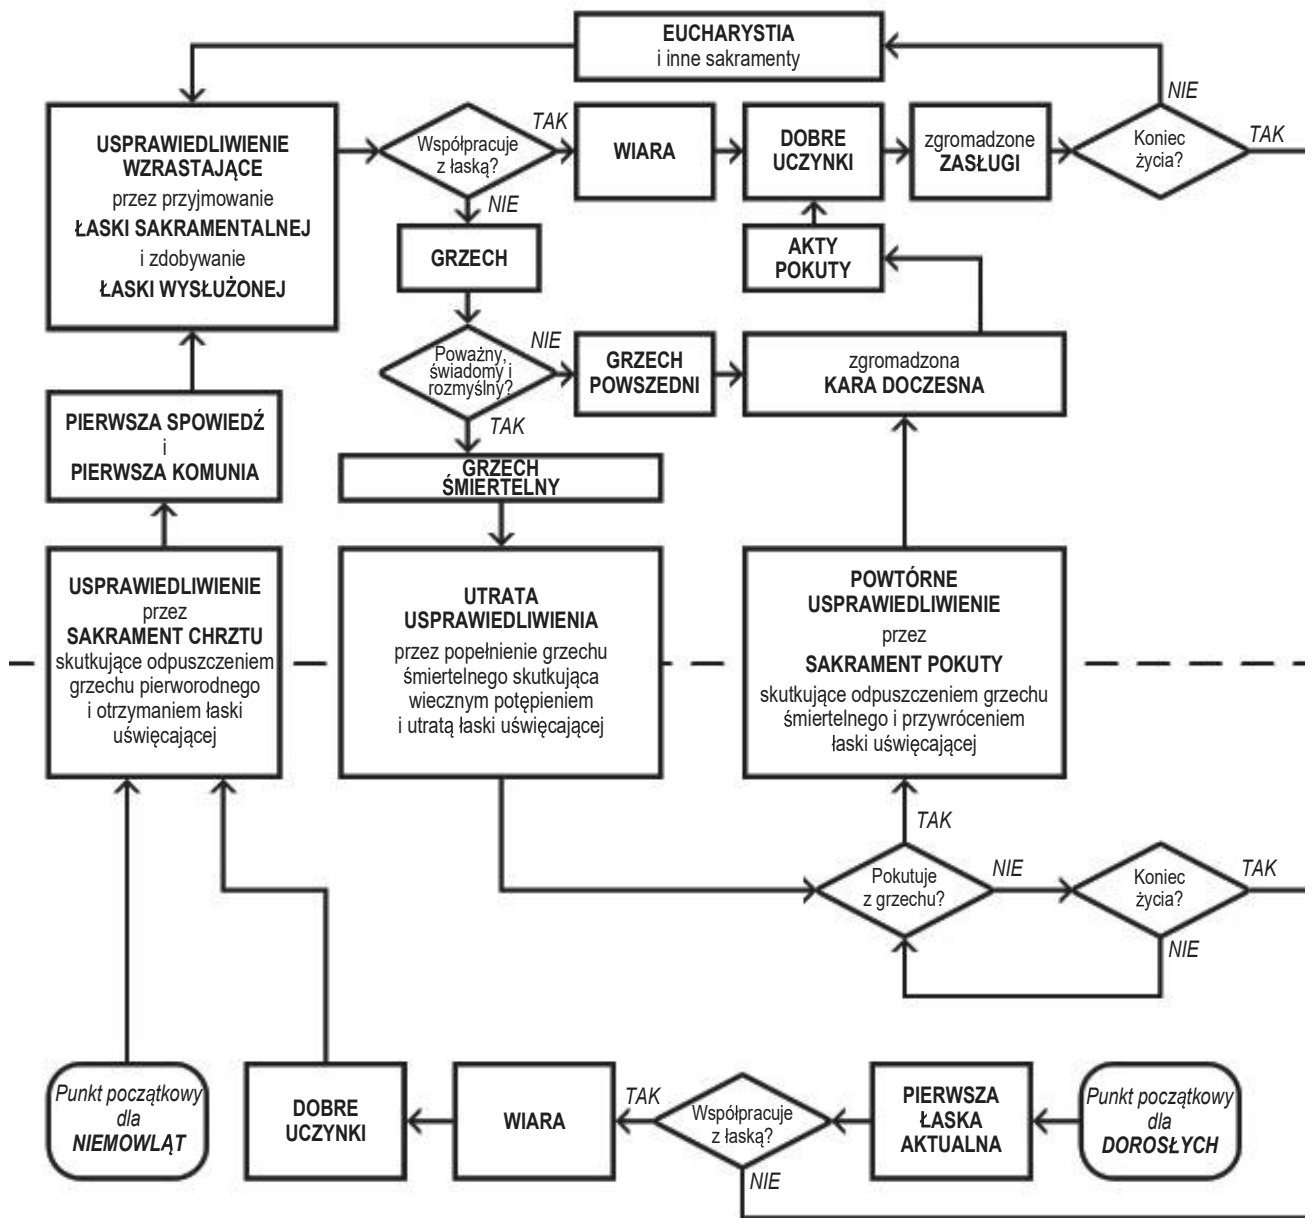 EUCHARYSTIA
i inne sakramenty
NIE
USPRAWIEDLIWIENIE
WZRASTAJĄCE
przez przyjmowanie
ŁASKI SAKRAMENTALNEJ
i zdobywanie
ŁASKI WYSŁUŻONEJ
Współpracuje
z łaską?
TAK
NIE
WIARA
DOBRE
UCZYNKI
zgromadzone
ZASŁUGI
Koniec
życia?
TAK
GRZECH
AKTY
POKUTY
Poważny,
świadomy i
rozmyślny?
NIE
TAK
GRZECH
POWSZEDNI
zgromadzona
KARA DOCZESNA
PIERWSZA SPOWIEDŹ
i
PIERWSZA KOMUNIA
GRZECH
ŚMIERTELNY
USPRAWIEDLIWIENIE
przez
SAKRAMENT CHRZTU
skutkujące odpuszczeniem
grzechu pierworodnego
i otrzymaniem łaski
uświęcającej
UTRATA
USPRAWIEDLIWIENIA
przez popełnienie grzechu
śmiertelnego skutkująca
wiecznym potępieniem
i utratą łaski uświęcającej
POWTÓRNE
USPRAWIEDLIWIENIE
przez
SAKRAMENT POKUTY
skutkujące odpuszczeniem grzechu
śmiertelnego i przywróceniem
łaski uświęcającej
TAK
Pokutuje
z grzechu?
NIE
Koniec
życia?
TAK
NIE
Punkt początkowy
dla
NIEMOWLĄT
DOBRE
UCZYNKI
WIARA
TAK
Współpracuje
z łaską?
NIE
PIERWSZA
ŁASKA
AKTUALNA
Punkt początkowy
dla
DOROSŁYCH